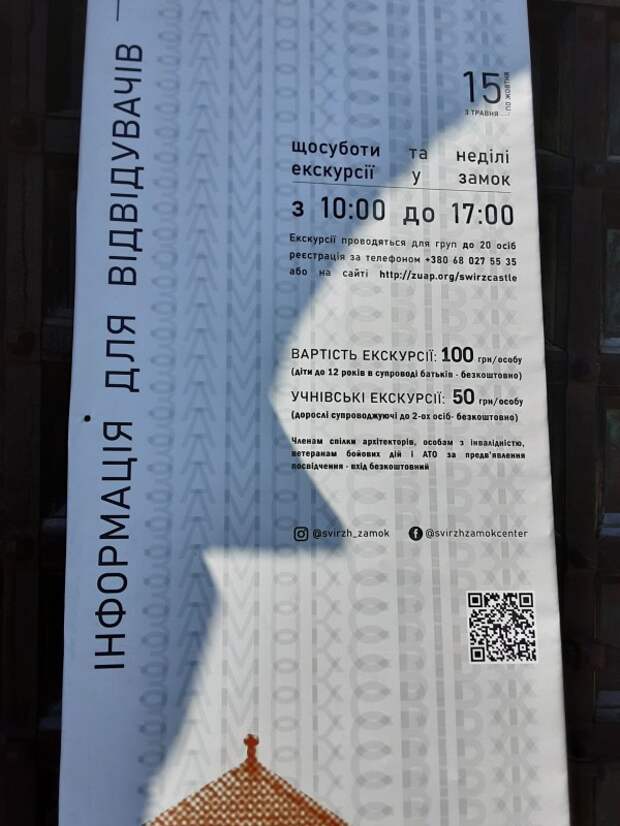 ІНФОРМАЦІЯ ДЛЯ ВІДВІДУВАЧІВ
15
З ТРАВНЯ
ПО ЖОВТНЯ
щосуботи та неділі
екскурсії у замок
з 10:00 до 17:00
Екскурсії проводяться для груп до 20 осіб
реєстрація за телефоном +380 68 027 55 35
або на сайті http://zuap.org/swirzcastle
ВАРТІСТЬ ЕКСКУРСІЇ: 100 грн/особу
(діти до 12 років в супроводі батьків - безкоштовно)
УЧНІВСЬКІ ЕКСКУРСІЇ: 50 грн/особу
(дорослі супроводжуючі до 2-ох осіб- безкоштовно)
Членам спілки архітекторів, особам з інвалідністю,
ветеранам бойових дій і АТО за предв'явлення
посвідчення - вхід безкоштовний
@svirzh_zamok @svirzhzamokcenter